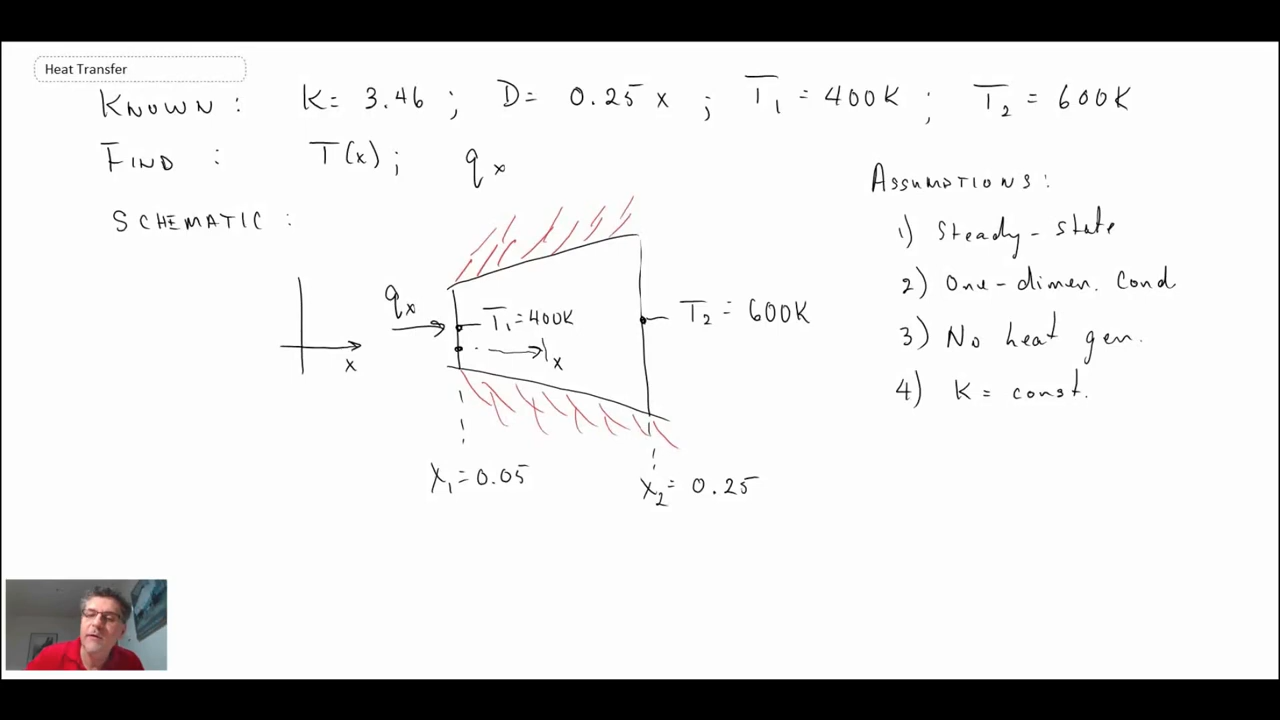 Heat Transfer
KNOWN : K = 3.46 ; D = 0.25 x ; T₁ = 400K ; T₂ = 600K
FIND : T(x) ; qₓ
SCHEMATIC :
ASSUMPTIONS :
1) Steady-state
2) One-dimen. Cond
3) No heat gen.
4) K = const.
qₓ
T₁ = 400K
T₂ = 600K
x
x
X₁ = 0.05
X₂ = 0.25